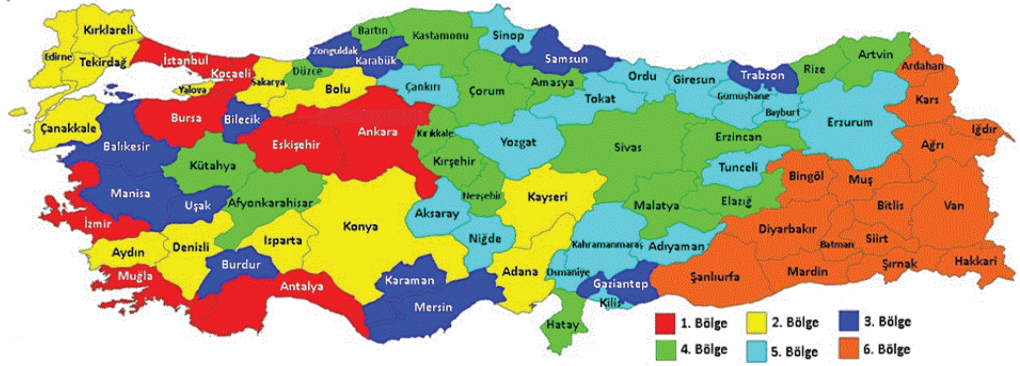 Kırklareli
Edirne
Tekirdağ
İstanbul
Kocaeli
Yalova
Sakarya
Düzce
Bolu
Zonguldak
Bartın
Karabük
Kastamonu
Sinop
Samsun
Çankırı
Çorum
Amasya
Tokat
Ordu
Giresun
Trabzon
Gümüşhane
Bayburt
Rize
Artvin
Ardahan
Kars
Iğdır
Ağrı
Erzurum
Erzincan
Tunceli
Çanakkale
Balıkesir
Bursa
Bilecik
Eskişehir
Ankara
Kırıkkale
Kırşehir
Yozgat
Sivas
Kütahya
Manisa
Uşak
Afyonkarahisar
İzmir
Aydın
Denizli
Isparta
Burdur
Muğla
Antalya
Konya
Aksaray
Nevşehir
Niğde
Kayseri
Karaman
Mersin
Adana
Kahramanmaraş
Osmaniye
Hatay
Gaziantep
Kilis
Adıyaman
Malatya
Elazığ
Bingöl
Muş
Bitlis
Van
Diyarbakır
Batman
Siirt
Şanlıurfa
Mardin
Şırnak
Hakkari
1. Bölge
2. Bölge
3. Bölge
4. Bölge
5. Bölge
6. Bölge